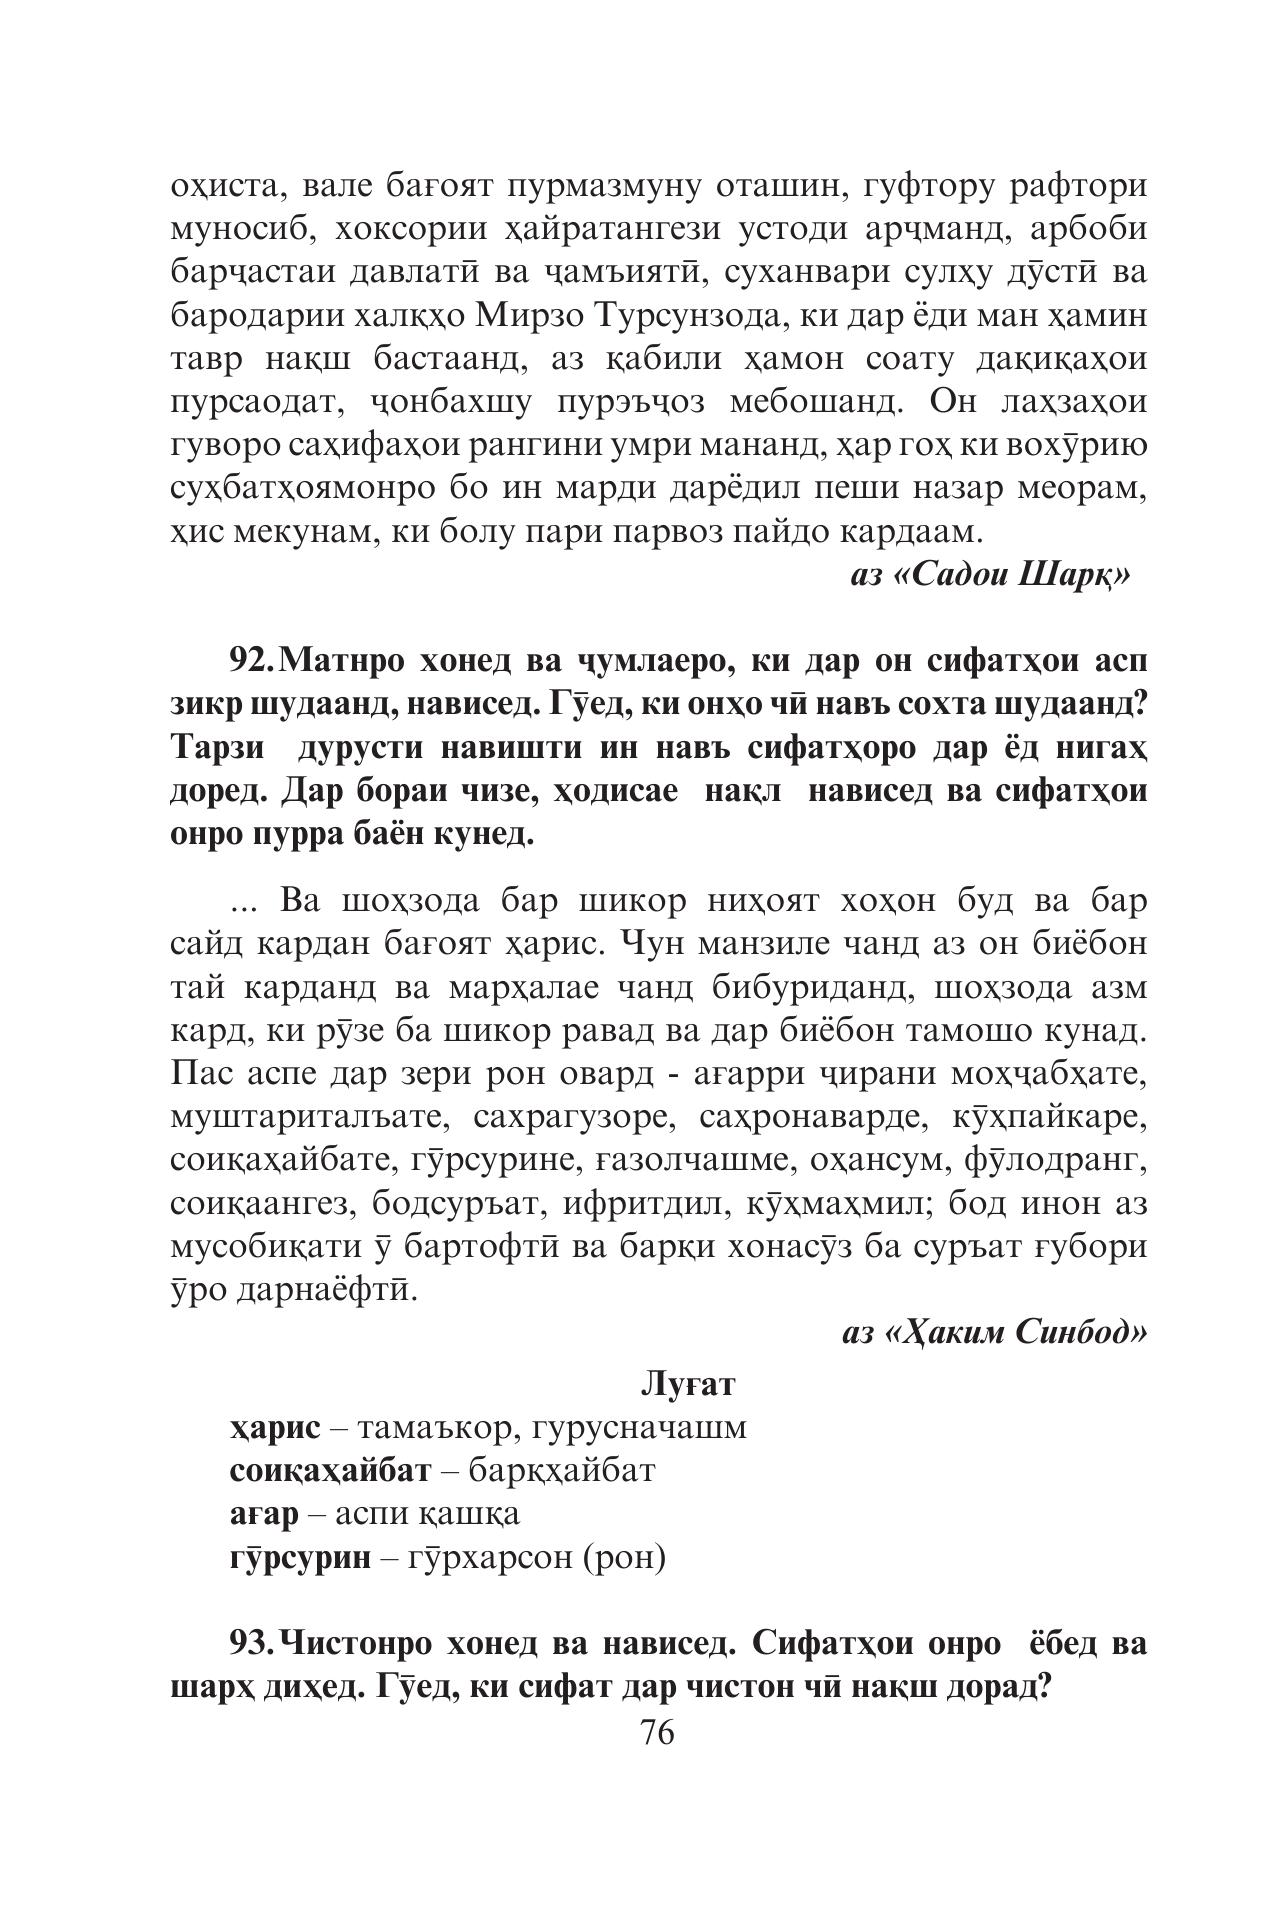 оҳиста, вале бағоят пурмазмуну оташин, гуфтору рафтори
муносиб, хоксории ҳайратангези устоди арҷманд, арбоби
барҷастаи давлатӣ ва ҷамъиятӣ, суханвари сулҳу дӯстӣ ва
бародарии халқҳо Мирзо Турсунзода, ки дар ёди ман ҳамин
тавр нақш бастаанд, аз қабили ҳамон соату дақиқаҳои
пурсаодат, ҷонбахшу пурэъҷоз мебошанд. Он лаҳзаҳои
гуворо саҳифаҳои рангини умри мананд, ҳар гоҳ ки вохӯрию
суҳбатҳоямонро бо ин марди дарёдил пеши назар меорам,
ҳис мекунам, ки болу пари парвоз пайдо кардаам.
аз «Садои Шарқ»
92. Матнро хонед ва ҷумлаеро, ки дар он сифатҳои асп
зикр шудаанд, нависед. Гӯед, ки онҳо чӣ навъ сохта шудаанд?
Тарзи дурусти навишти ин навъ сифатҳоро дар ёд нигаҳ
доред. Дар бораи чизе, ҳодисае нақл нависед ва сифатҳои
онро пурра баён кунед.
... Ва шоҳзода бар шикор ниҳоят хоҳон буд ва бар
сайд кардан бағоят ҳарис. Чун манзиле чанд аз он биёбон
тай карданд ва марҳалае чанд бибуриданд, шоҳзода азм
кард, ки рӯзе ба шикор равад ва дар биёбон тамошо кунад.
Пас аспе дар зери рон овард - ағарри ҷирани моҳҷабҳате,
муштариталъате, сахрагузоре, саҳронаварде, кӯҳпайкаре,
соиқаҳайбате, гӯрсурине, ғазолчашме, оҳансум, фӯлодранг,
соиқаангез, бодсуръат, ифритдил, кӯҳмаҳмил; бод инон аз
мусобиқати ӯ бартофтӣ ва барқи хонасӯз ба суръат ғубори
ӯро дарнаёфтӣ.
аз «Ҳаким Синбод»
Луғат
ҳарис – тамаъкор, гурусначашм
соиқаҳайбат – барқҳайбат
ағар – аспи қашқа
гӯрсурин – гӯрхарсон (рон)
93. Чистонро хонед ва нависед. Сифатҳои онро ёбед ва
шарҳ диҳед. Гӯед, ки сифат дар чистон чӣ нақш дорад?
76